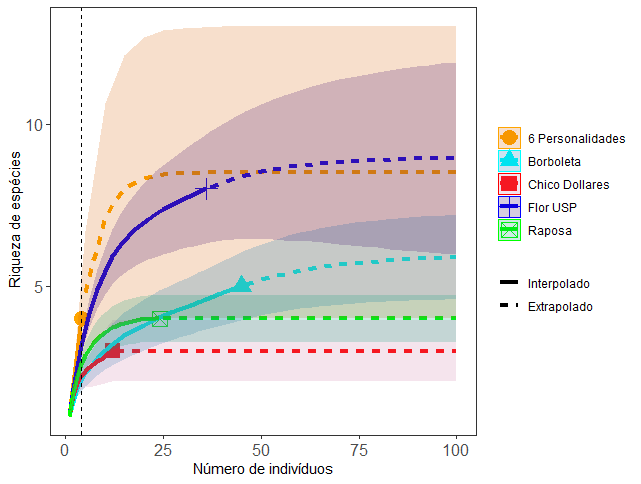 Riqueza de espécies
10
5
0
25
50
75
100
Número de indivíduos
6 Personalidades
Borboleta
Chico Dollares
Flor USP
Raposa
Interpolado
Extrapolado